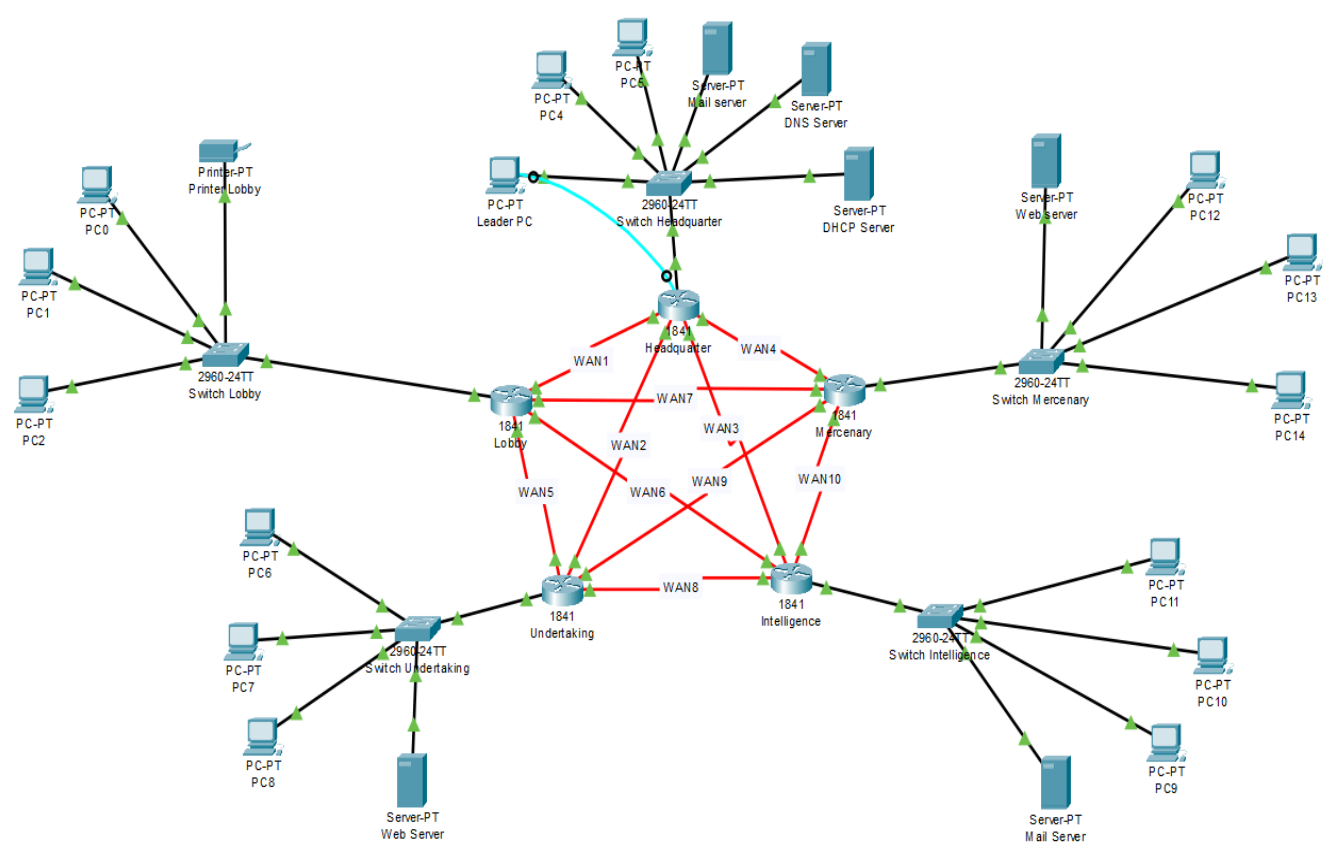 PC-PT
PC5
Server-PT
Mail server
PC-PT
PC4
Server-PT
DNS Server
Printer-PT
Printer Lobby
PC-PT
Leader PC
2960-24TT
Switch Headquarter
Server-PT
DHCP Server
Server-PT
Web server
PC-PT
PC12
PC-PT
PC0
PC-PT
PC13
PC-PT
PC1
1841
Headquarter
WAN1
WAN4
2960-24TT
Switch Lobby
2960-24TT
Switch Mercenary
PC-PT
PC2
PC-PT
PC14
1841
Lobby
WAN7
1841
Mercenary
WAN2
WAN3
WAN5
WAN6
WAN9
WAN10
PC-PT
PC6
WAN8
1841
Undertaking
1841
Intelligence
PC-PT
PC11
2960-24TT
Switch Undertaking
2960-24TT
Switch Intelligence
PC-PT
PC7
PC-PT
PC10
PC-PT
PC8
PC-PT
PC9
Server-PT
Web Server
Server-PT
Mail Server